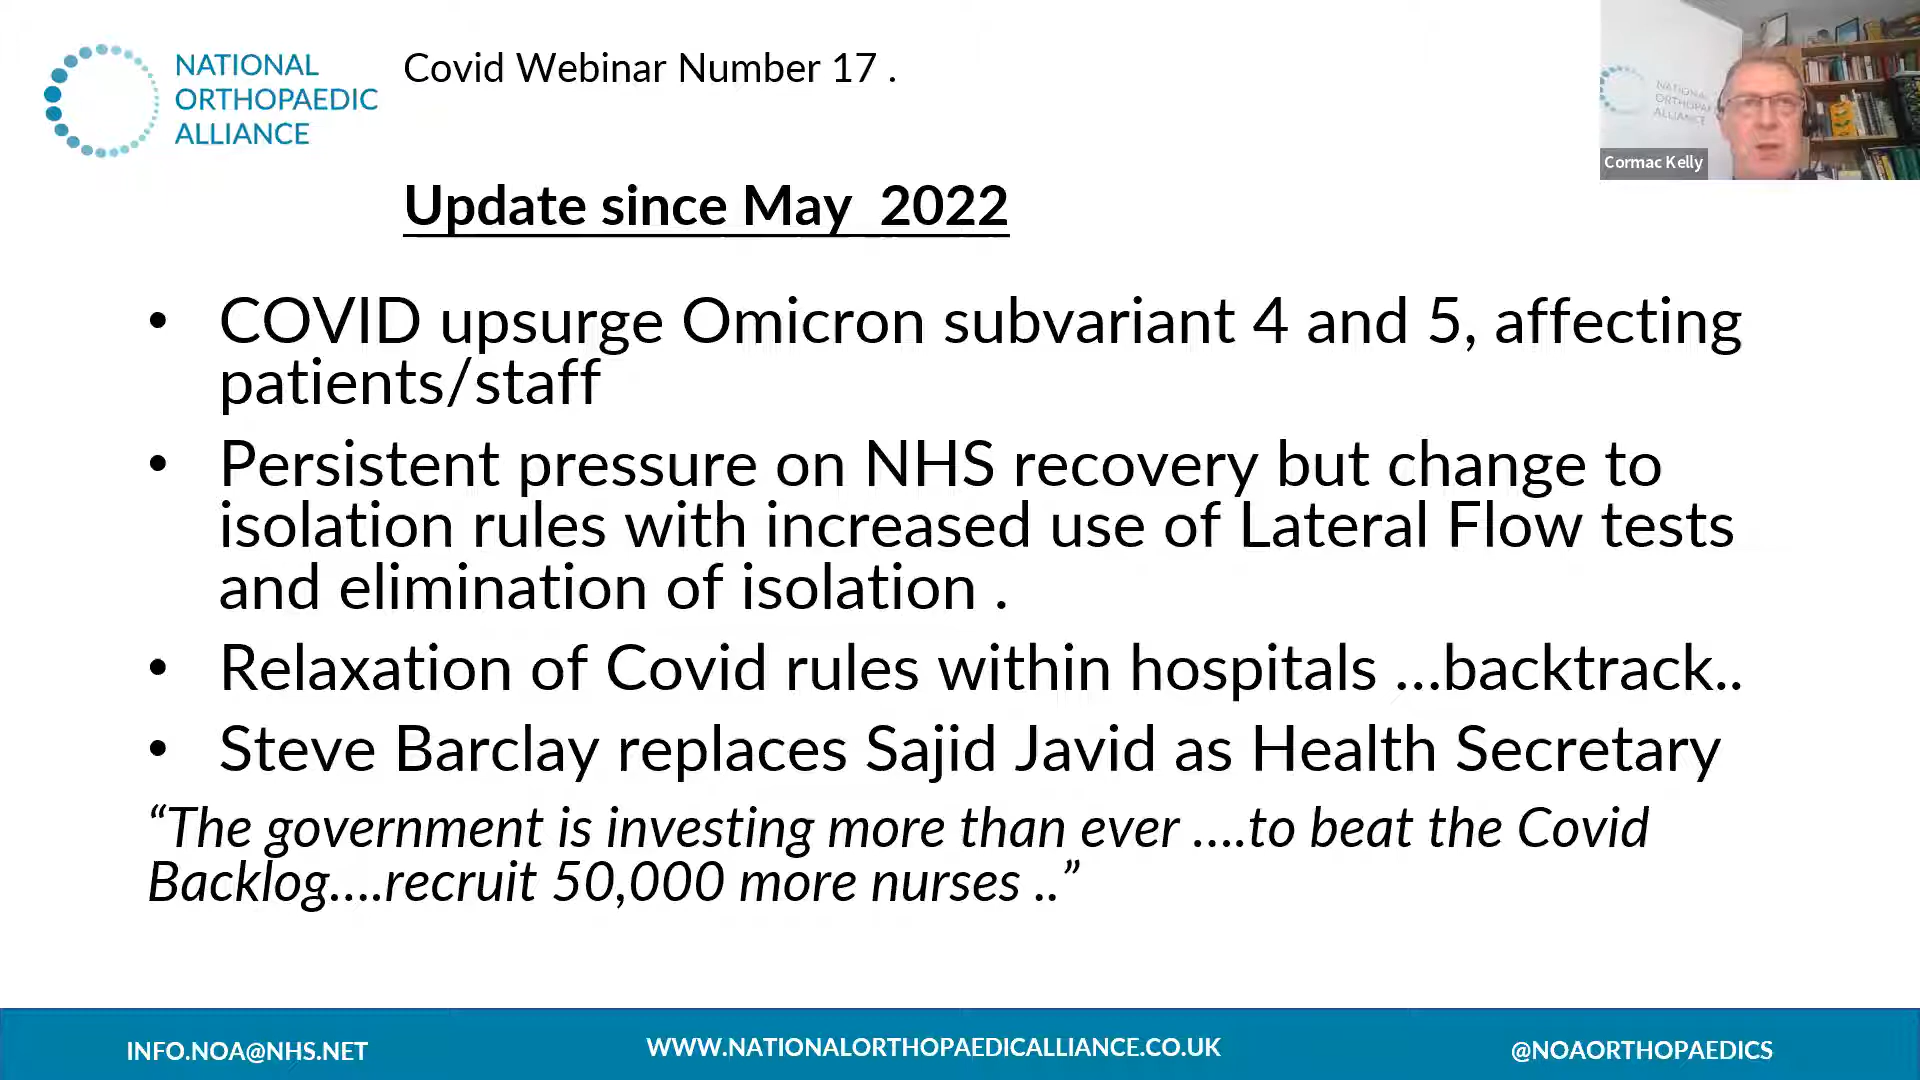 NATIONAL
ORTHOPAEDIC
ALLIANCE
Covid Webinar Number 17 .
NATIONAL
ALLIANCE
Cormac Kelly
Update since May 2022
• COVID upsurge Omicron subvariant 4 and 5, affecting
patients/staff
• Persistent pressure on NHS recovery but change to
isolation rules with increased use of Lateral Flow tests
and elimination of isolation .
• Relaxation of Covid rules within hospitals ...backtrack..
• Steve Barclay replaces Sajid Javid as Health Secretary
“The government is investing more than ever ....to beat the Covid
Backlog....recruit 50,000 more nurses ..”
INFO.NOA@NHS.NET
WWW.NATIONALORTHOPAEDICALLIANCE.CO.UK
@NOAORTHOPAEDICS